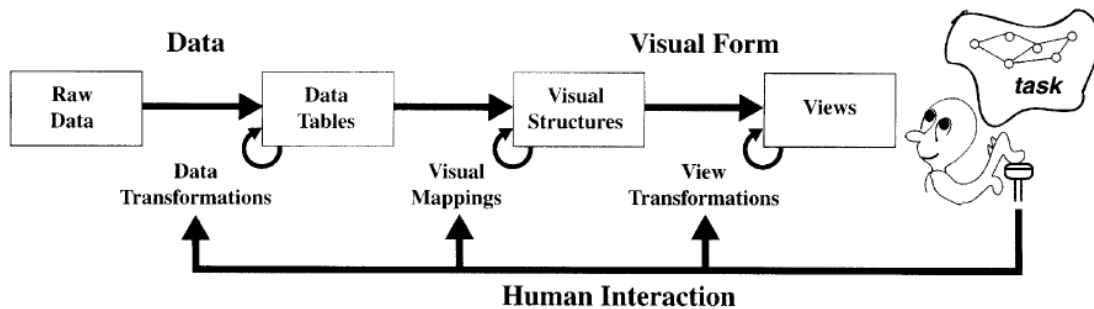 Data
Visual Form
task
Raw
Data
Data
Tables
Visual
Structures
Views
Data
Transformations
Visual
Mappings
View
Transformations
Human Interaction